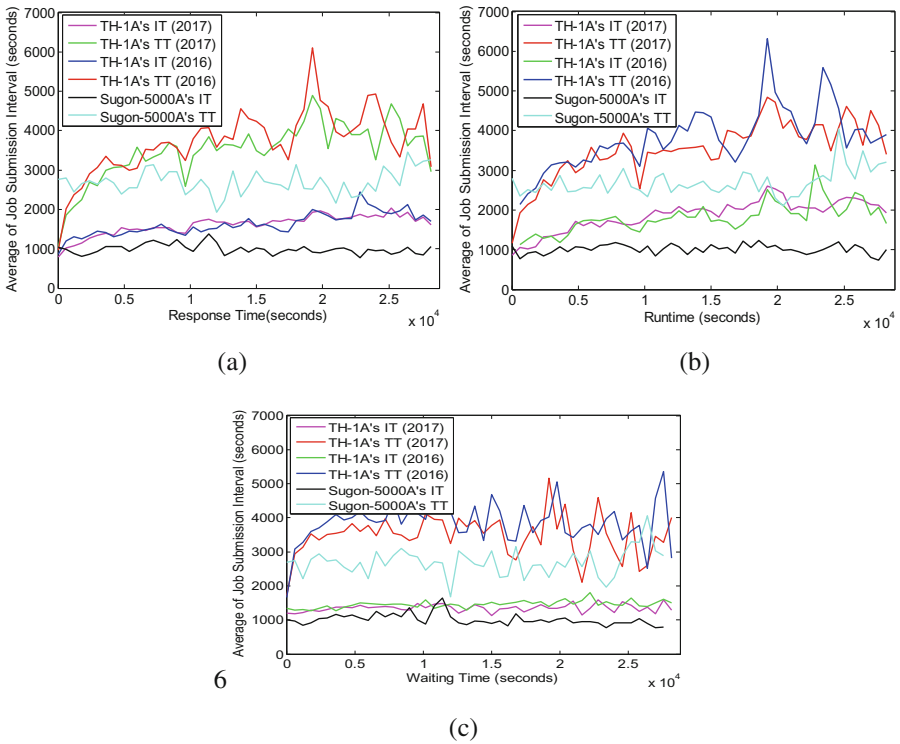 7000
6000
5000
4000
3000
2000
1000
0
Average of Job Submission Interval (seconds)
TH-1A's IT (2017)
TH-1A's TT (2017)
TH-1A's IT (2016)
TH-1A's TT (2016)
Sugon-5000A's IT
Sugon-5000A's TT
0 0.5 1 1.5 2 2.5
x 10^4
Response Time(seconds)
(a)
7000
6000
5000
4000
3000
2000
1000
0
Average of Job Submission Interval (seconds)
TH-1A's IT (2017)
TH-1A's TT (2017)
TH-1A's IT (2016)
TH-1A's TT (2016)
Sugon-5000A's IT
Sugon-5000A's TT
0 0.5 1 1.5 2 2.5
x 10^4
Runtime(seconds)
(b)
7000
6000
5000
4000
3000
2000
1000
0
Average of Job Submission Interval (seconds)
TH-1A's IT (2017)
TH-1A's TT (2017)
TH-1A's IT (2016)
TH-1A's TT (2016)
Sugon-5000A's IT
Sugon-5000A's TT
0 0.5 1 1.5 2 2.5
x 10^4
Waiting Time (seconds)
6
(c)